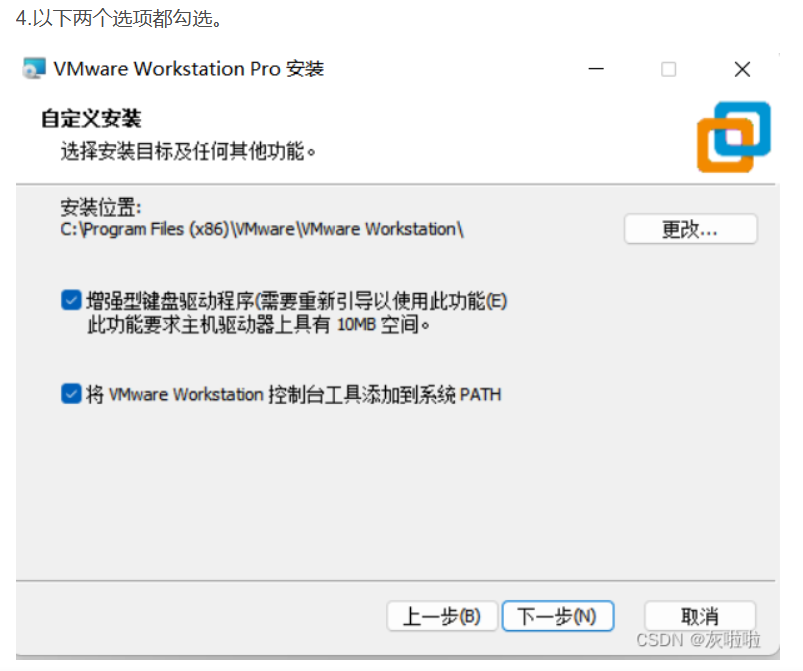 4.以下两个选项都勾选。
VMware Workstation Pro 安装
自定义安装
选择安装目标及任何其他功能。
安装位置:
C:\Program Files (x86)\VMware\VMware Workstation\
更改...
增强型键盘驱动程序(需要重新引导以使用此功能(E)
此功能要求主机驱动器上具有 10MB 空间。
将 VMware Workstation 控制台工具添加到系统 PATH
上一步(B) 下一步(N) 取消
CSDN @灰啦啦